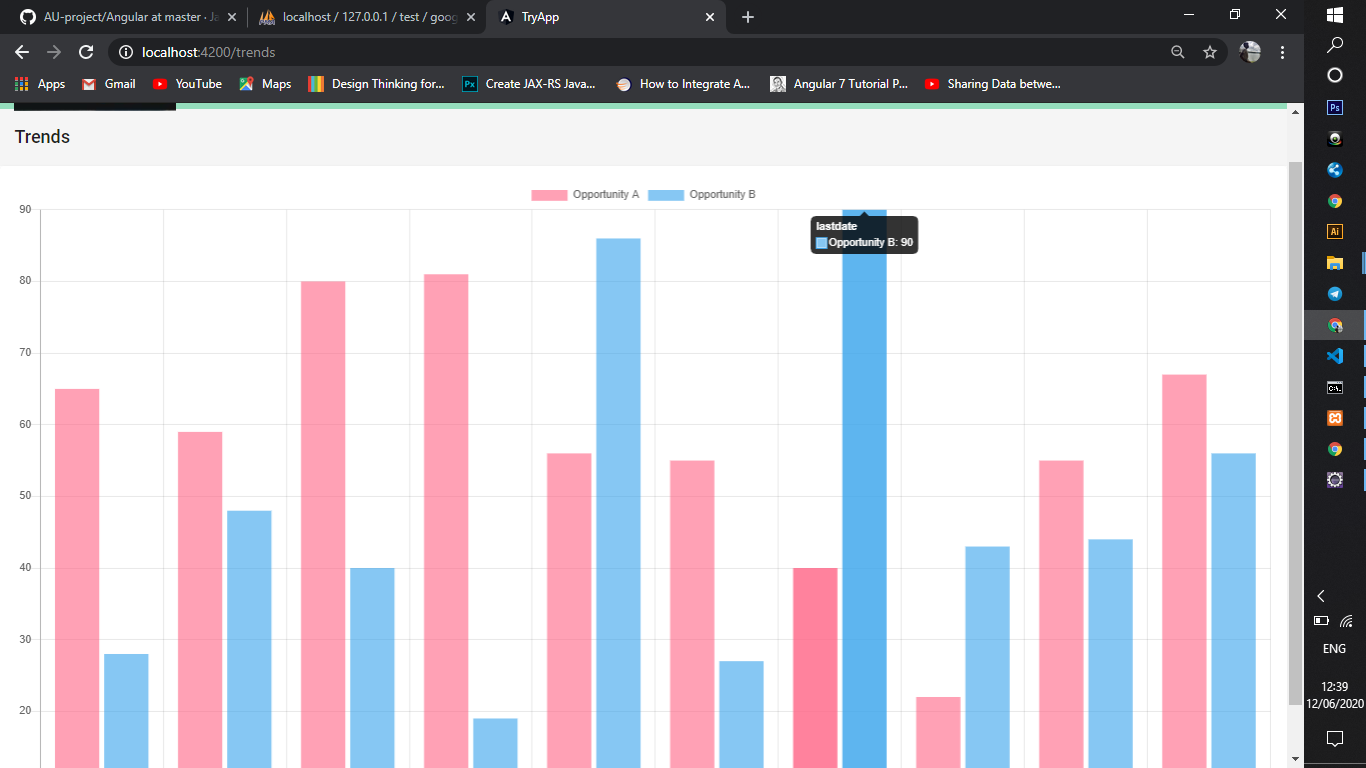 AU-project/Angular at master · Ja
localhost / 127.0.0.1 / test / goog
TryApp
localhost:4200/trends
Apps
Gmail
YouTube
Maps
Design Thinking for...
Px
Create JAX-RS Java...
How to Integrate A...
Angular 7 Tutorial P...
Sharing Data betwe...
Trends
Opportunity A
Opportunity B
90
80
70
60
50
40
30
20
lastdate
Opportunity B: 90
Ps
Ai
C:\.
ENG
12:39
12/06/2020